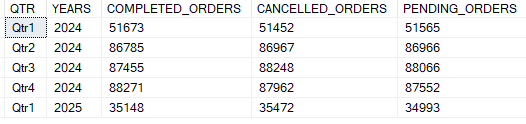 QTR YEARS COMPLETED_ORDERS CANCELLED_ORDERS PENDING_ORDERS
Qtr1 2024 51673 51452 51565
Qtr2 2024 86785 86967 86966
Qtr3 2024 87455 88248 88066
Qtr4 2024 88271 87962 87552
Qtr1 2025 35148 35472 34993